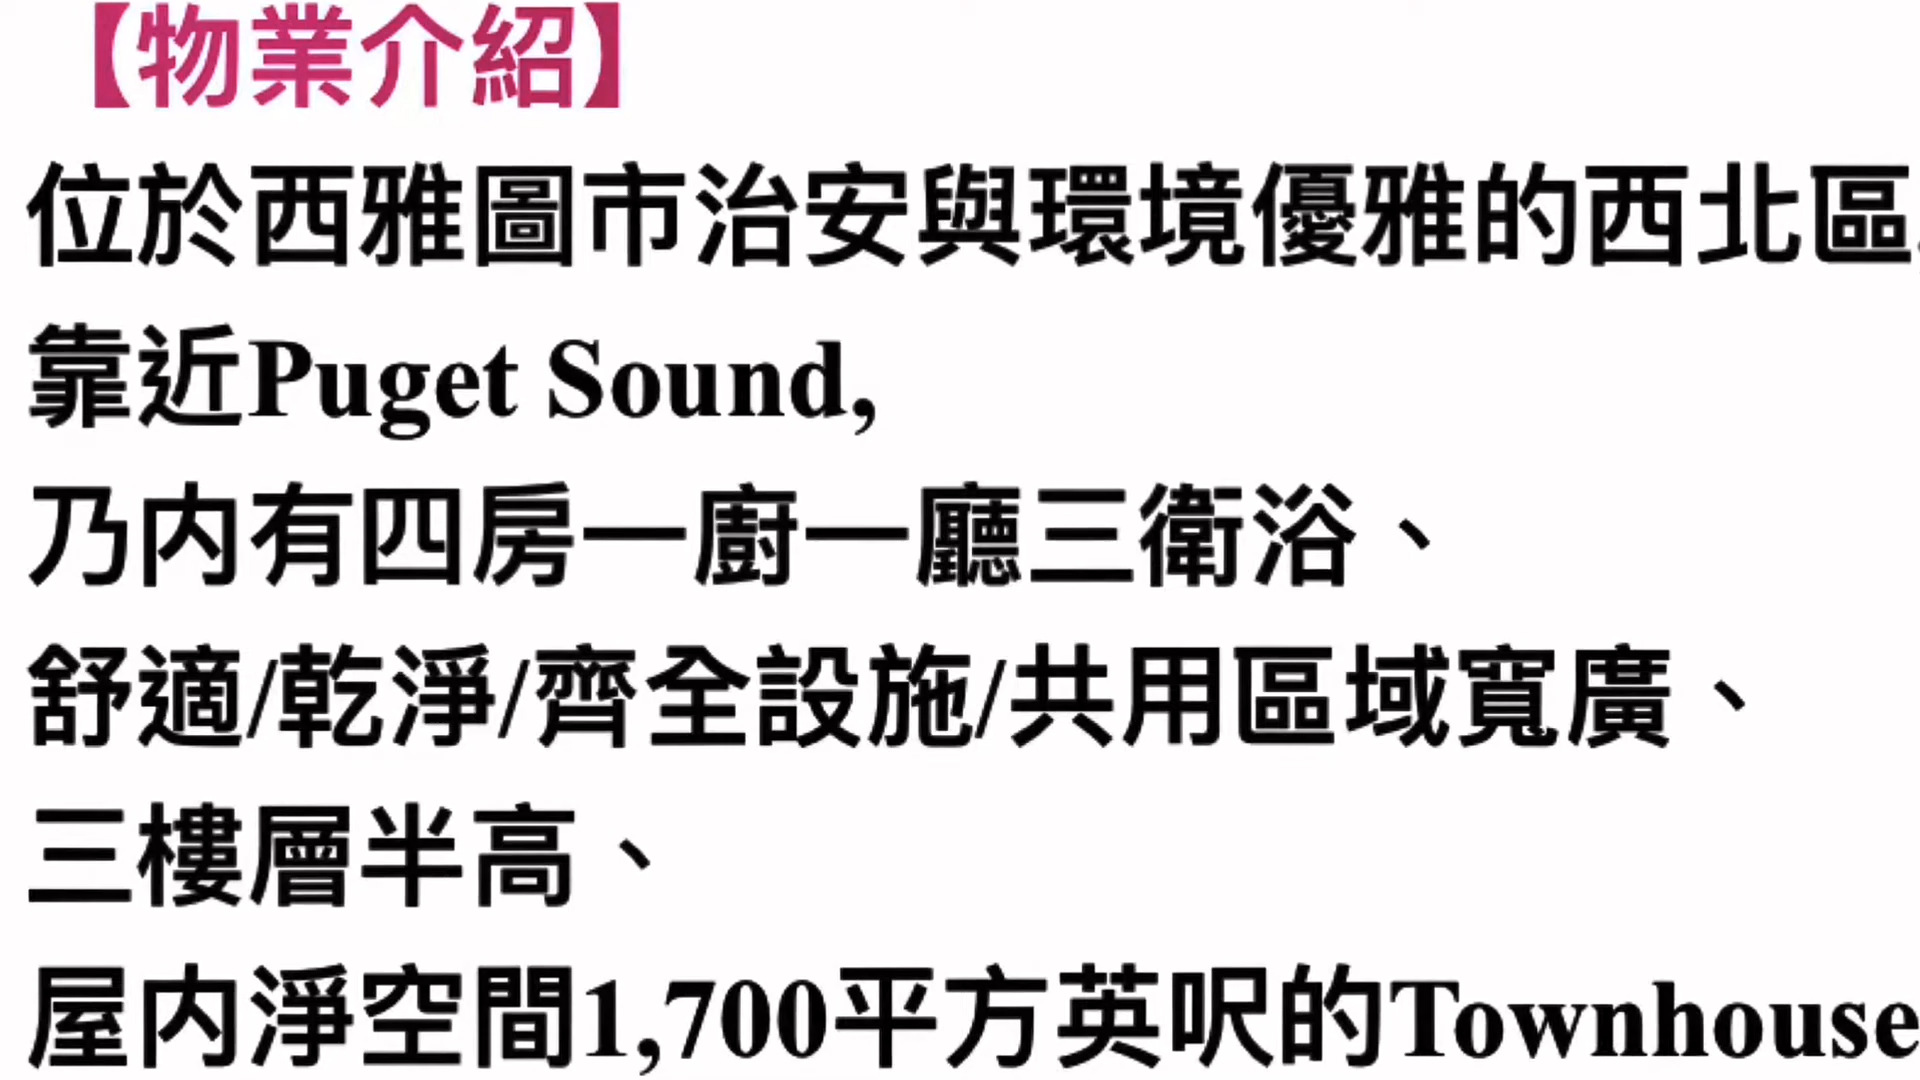 【物業介紹】
位於西雅圖市治安與環境優雅的西北區
靠近Puget Sound,
乃内有四房一廚一廳三衛浴、
舒適/乾淨/齊全設施/共用區域寬廣、
三樓層半高、
屋内淨空間1,700平方英呎的Townhouse